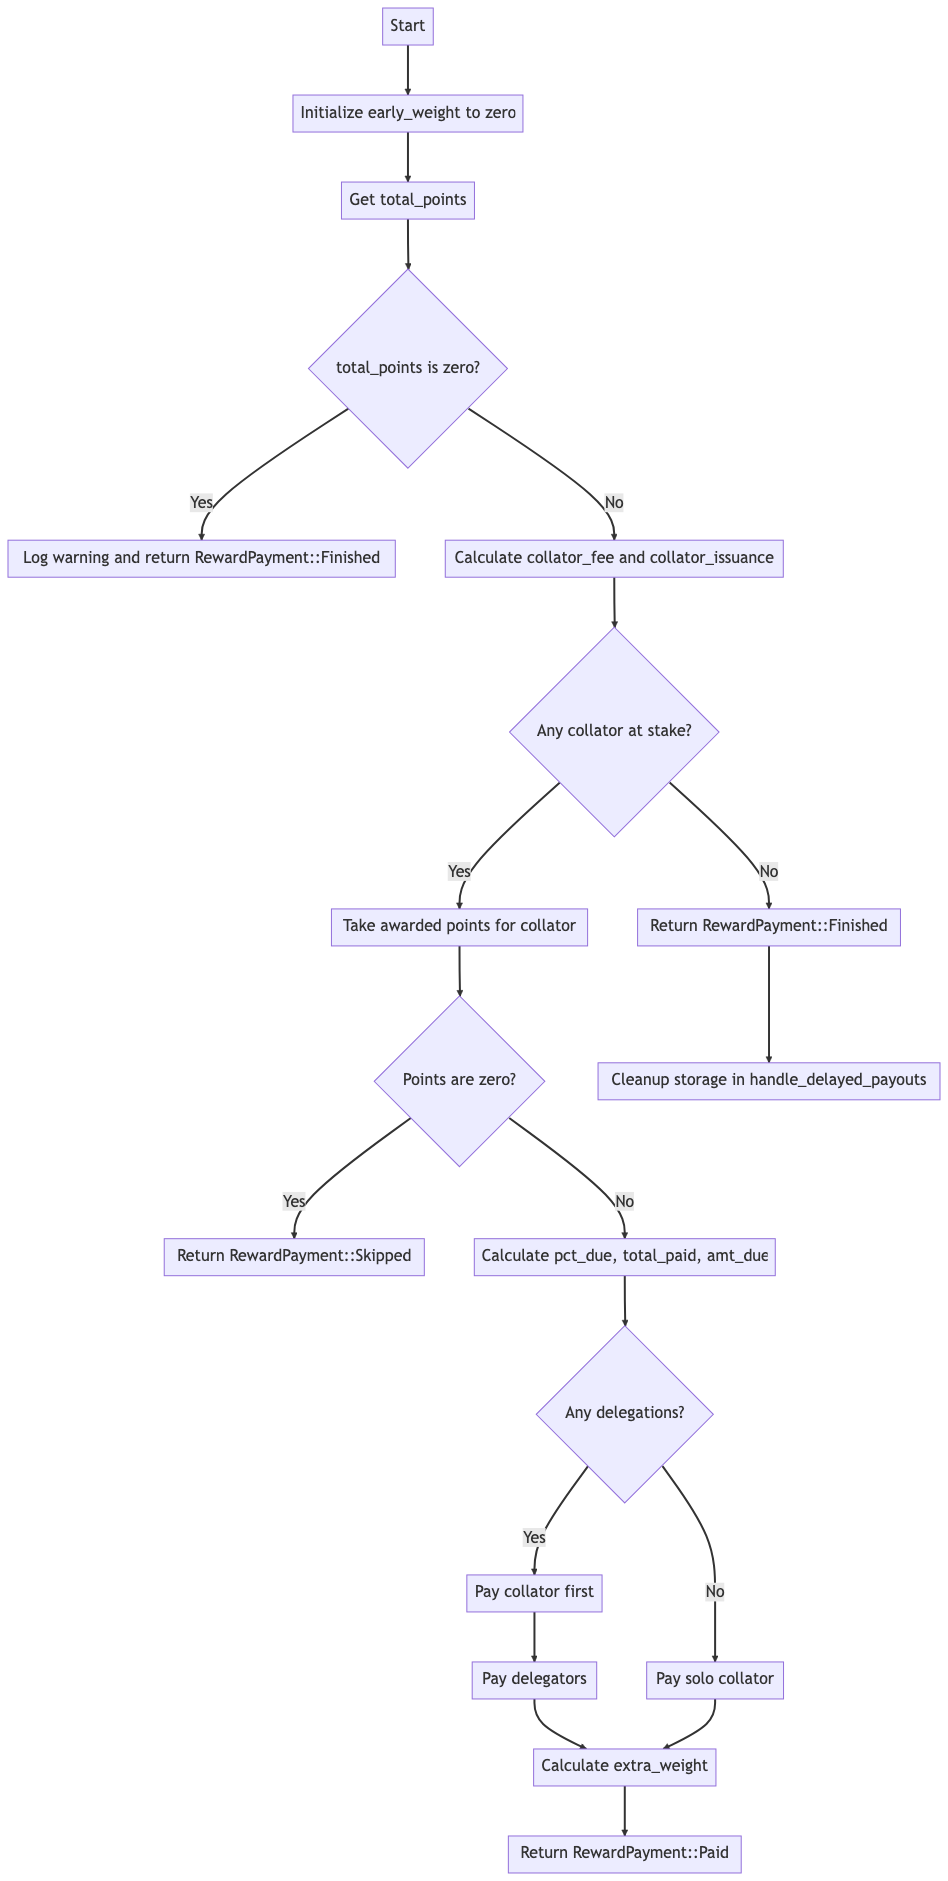 Start
Initialize early_weight to zero
Get total_points
total_points is zero?
Yes
No
Log warning and return RewardPayment::Finished
Calculate collator_fee and collator_issuance
Any collator at stake?
Yes
No
Take awarded points for collator
Return RewardPayment::Finished
Points are zero?
Cleanup storage in handle_delayed_payouts
Yes
No
Return RewardPayment::Skipped
Calculate pct_due, total_paid, amt_due
Any delegations?
Yes
No
Pay collator first
Pay delegators
Pay solo collator
Calculate extra_weight
Return RewardPayment::Paid